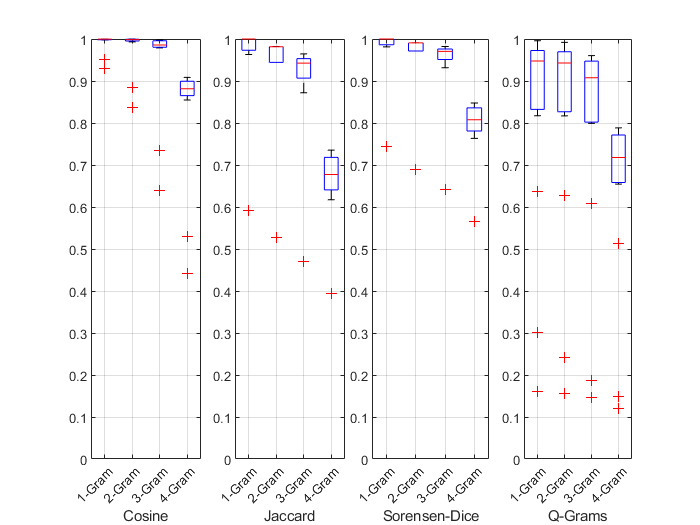 1
0.9
0.8
0.7
0.6
0.5
0.4
0.3
0.2
0.1
0
1-Gram
2-Gram
3-Gram
4-Gram
Cosine
1
0.9
0.8
0.7
0.6
0.5
0.4
0.3
0.2
0.1
0
1-Gram
2-Gram
3-Gram
4-Gram
Jaccard
1
0.9
0.8
0.7
0.6
0.5
0.4
0.3
0.2
0.1
0
1-Gram
2-Gram
3-Gram
4-Gram
Sorensen-Dice
1
0.9
0.8
0.7
0.6
0.5
0.4
0.3
0.2
0.1
0
1-Gram
2-Gram
3-Gram
4-Gram
Q-Grams